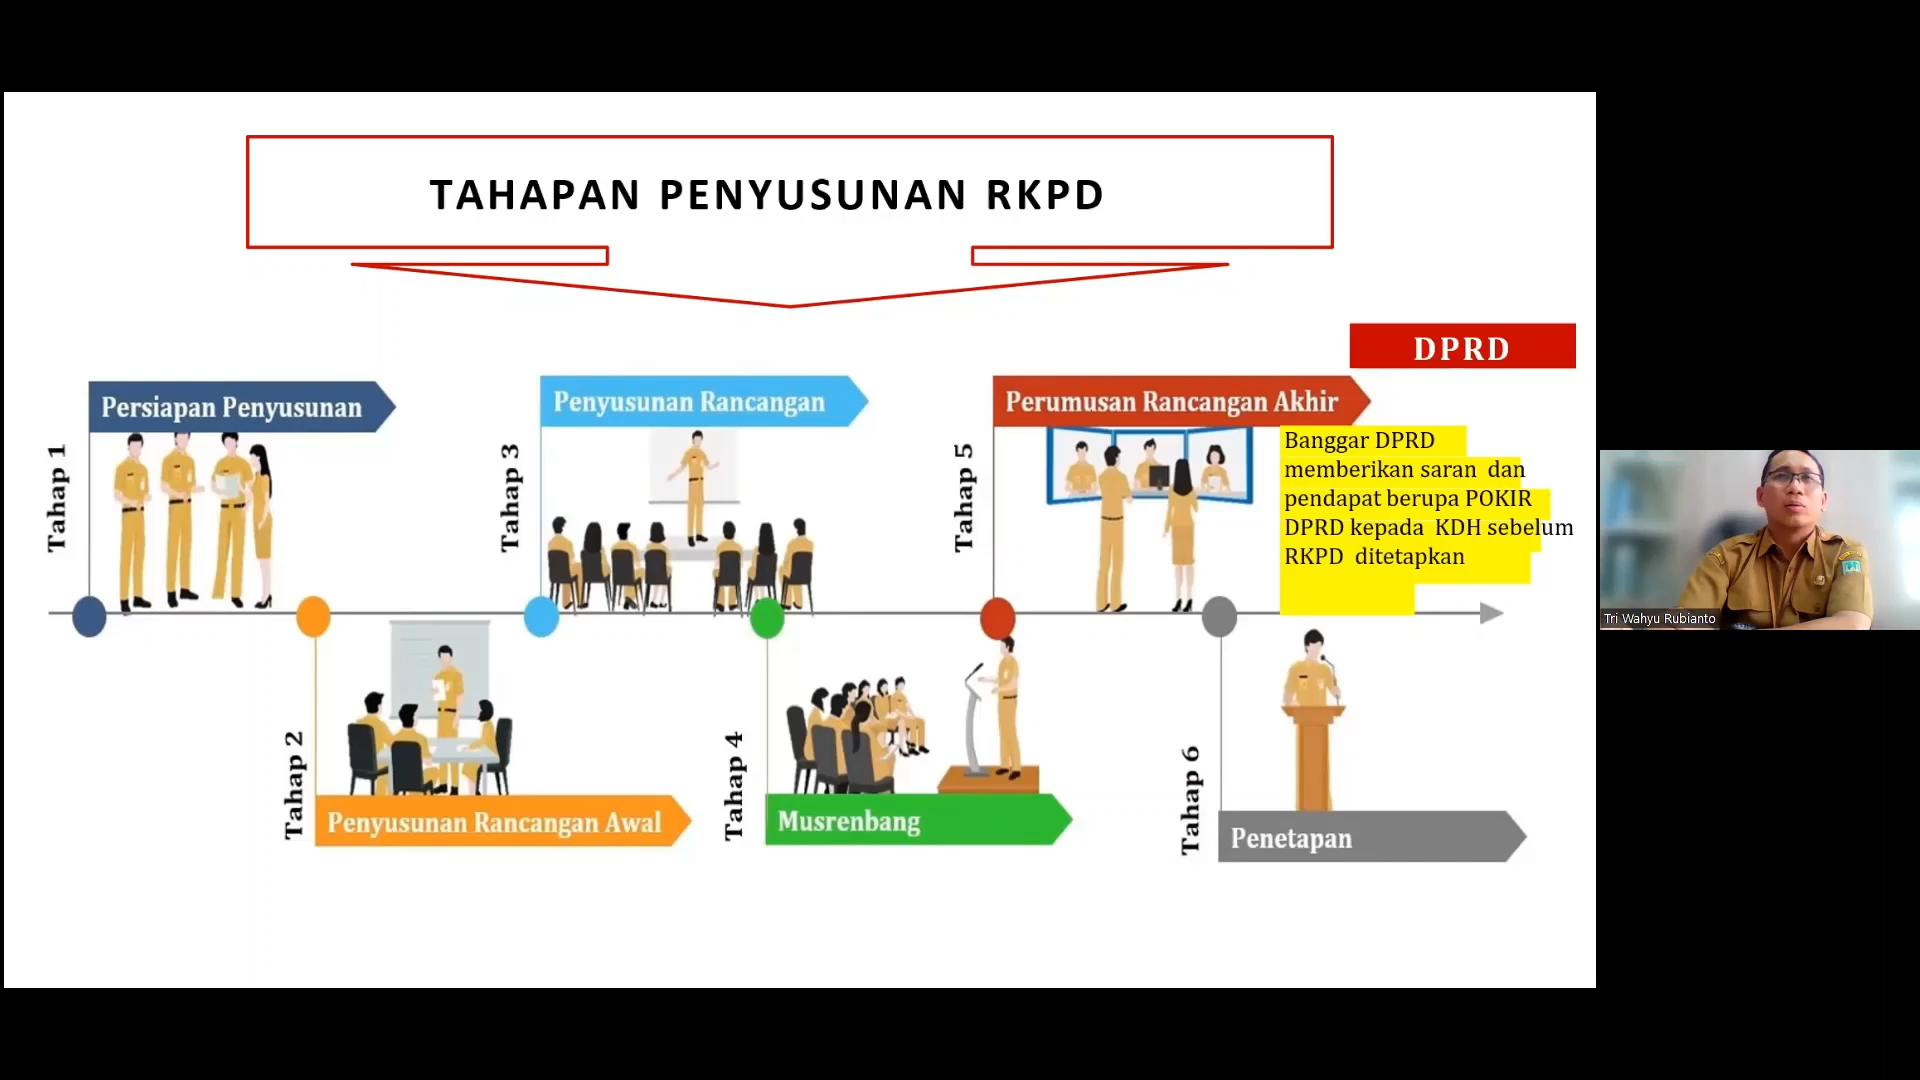 TAHAPAN PENYUSUNAN RKPD
DPRD
Tahap 1
Persiapan Penyusunan
Tahap 2
Penyusunan Rancangan Awal
Tahap 3
Penyusunan Rancangan
Tahap 4
Musrenbang
Tahap 5
Perumusan Rancangan Akhir
Banggar DPRD
memberikan saran dan
pendapat berupa POKIR
DPRD kepada KDH sebelum
RKPD ditetapkan
Tahap 6
Penetapan
Tri Wahyu Rubianto